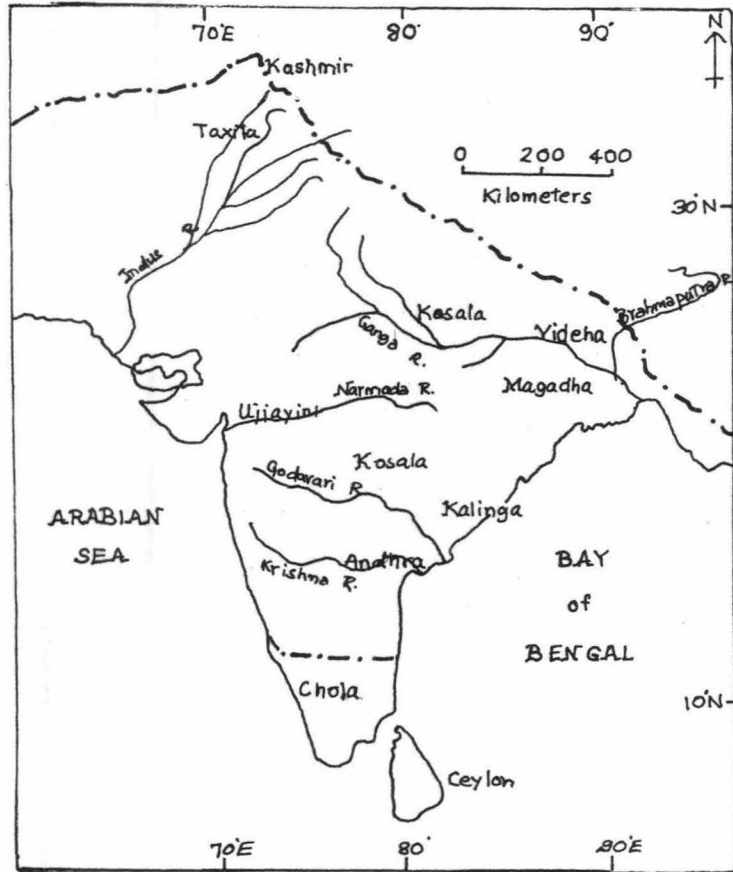 70°E
80°
90°
N
Kashmir
Taxila
0 200 400
Kilometers
30°N
Indus R.
Brahmaputra R
Kosala
Videha
Ganga R.
Magadha
Narmada R.
Ujjayini
Kosala
Godavari R
Kalinga
ARABIAN
SEA
Andhra
Krishna R.
BAY
of
BENGAL
Chola
10°N
Ceylon
70°E
80°
90°E